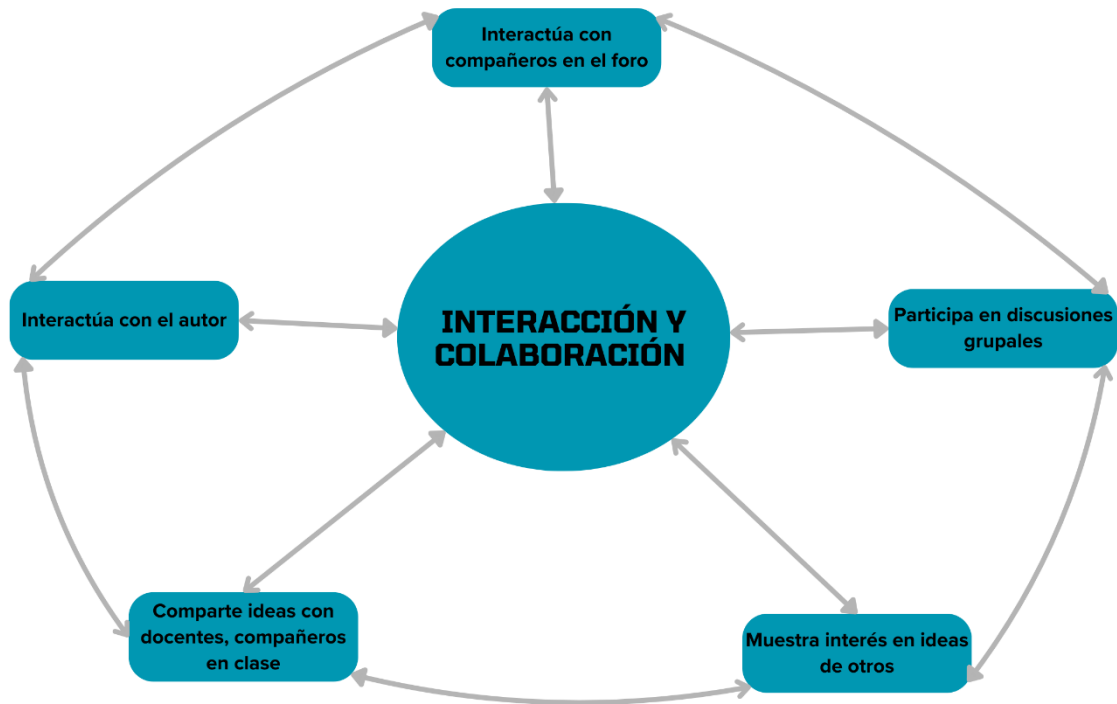 Interactúa con
compañeros en el foro
Interactúa con el autor
INTERACCIÓN Y
COLABORACIÓN
Participa en discusiones
grupales
Comparte ideas con
docentes, compañeros
en clase
Muestra interés en ideas
de otros